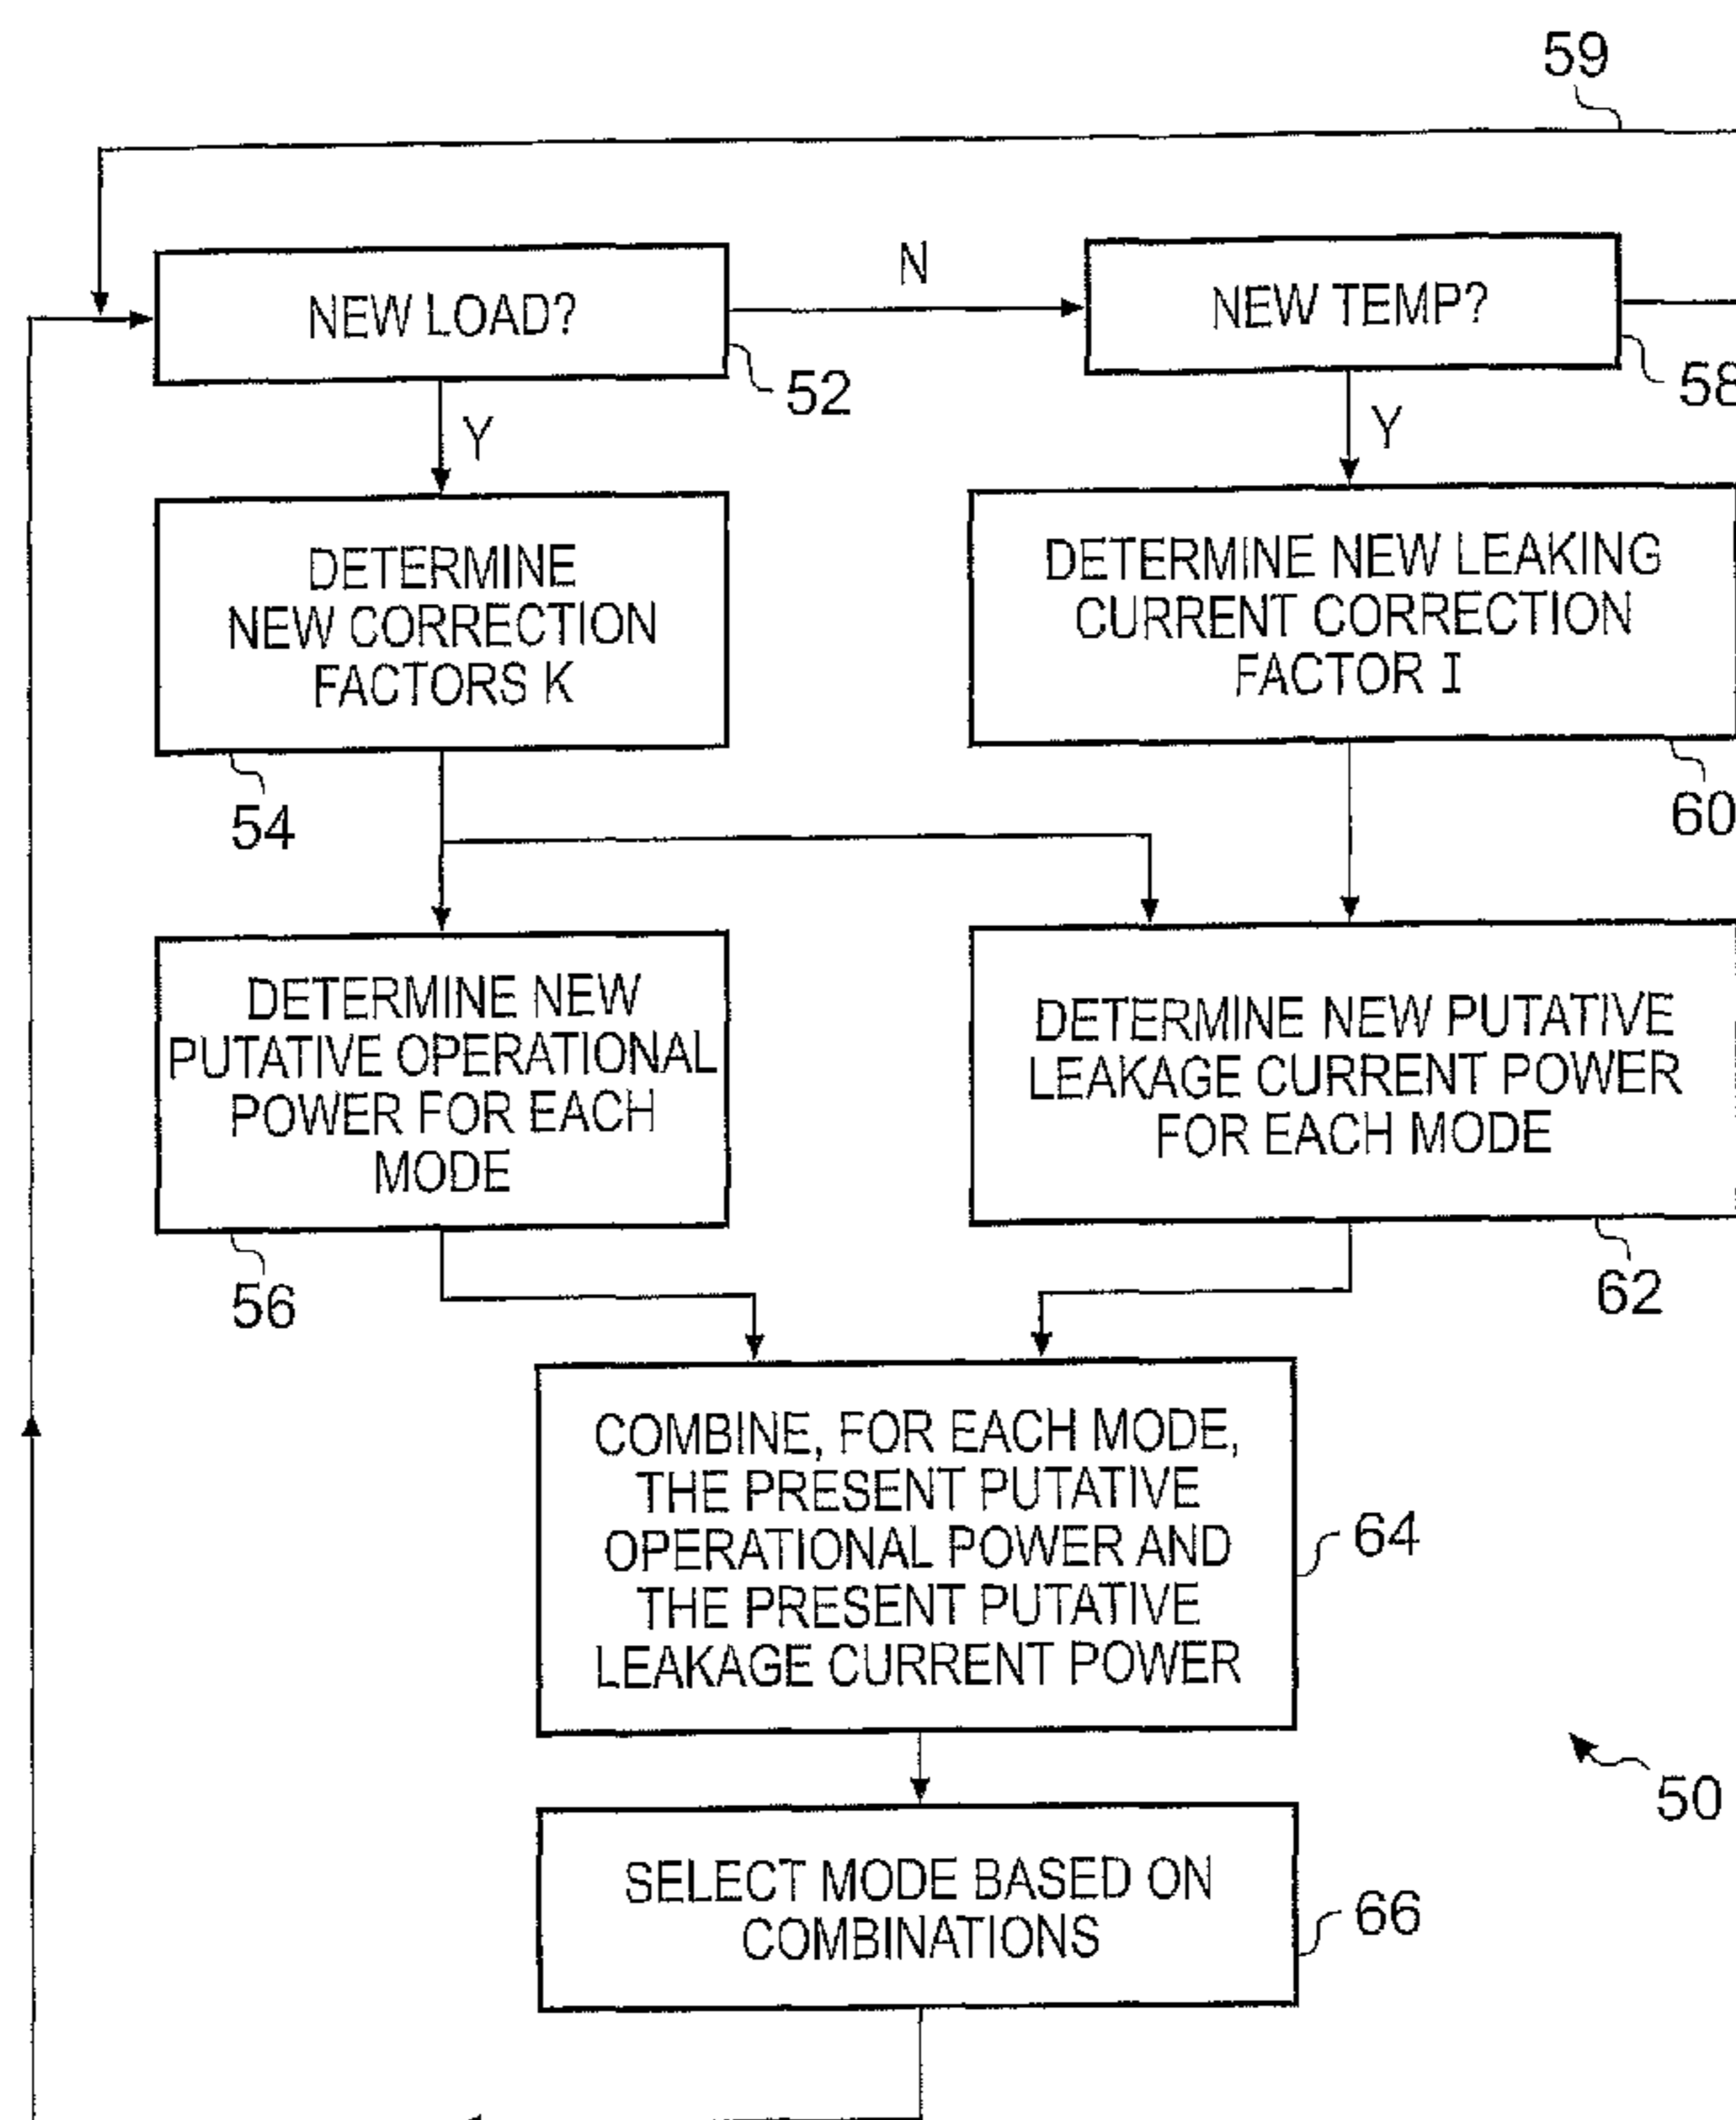 59
NEW LOAD?
N
NEW TEMP?
52
58
Y
Y
DETERMINE
NEW CORRECTION
FACTORS K
DETERMINE NEW LEAKING
CURRENT CORRECTION
FACTOR I
54
60
DETERMINE NEW
PUTATIVE OPERATIONAL
POWER FOR EACH
MODE
DETERMINE NEW PUTATIVE
LEAKAGE CURRENT POWER
FOR EACH MODE
56
62
COMBINE, FOR EACH MODE,
THE PRESENT PUTATIVE
OPERATIONAL POWER AND
THE PRESENT PUTATIVE
LEAKAGE CURRENT POWER
64
50
SELECT MODE BASED ON
COMBINATIONS
66